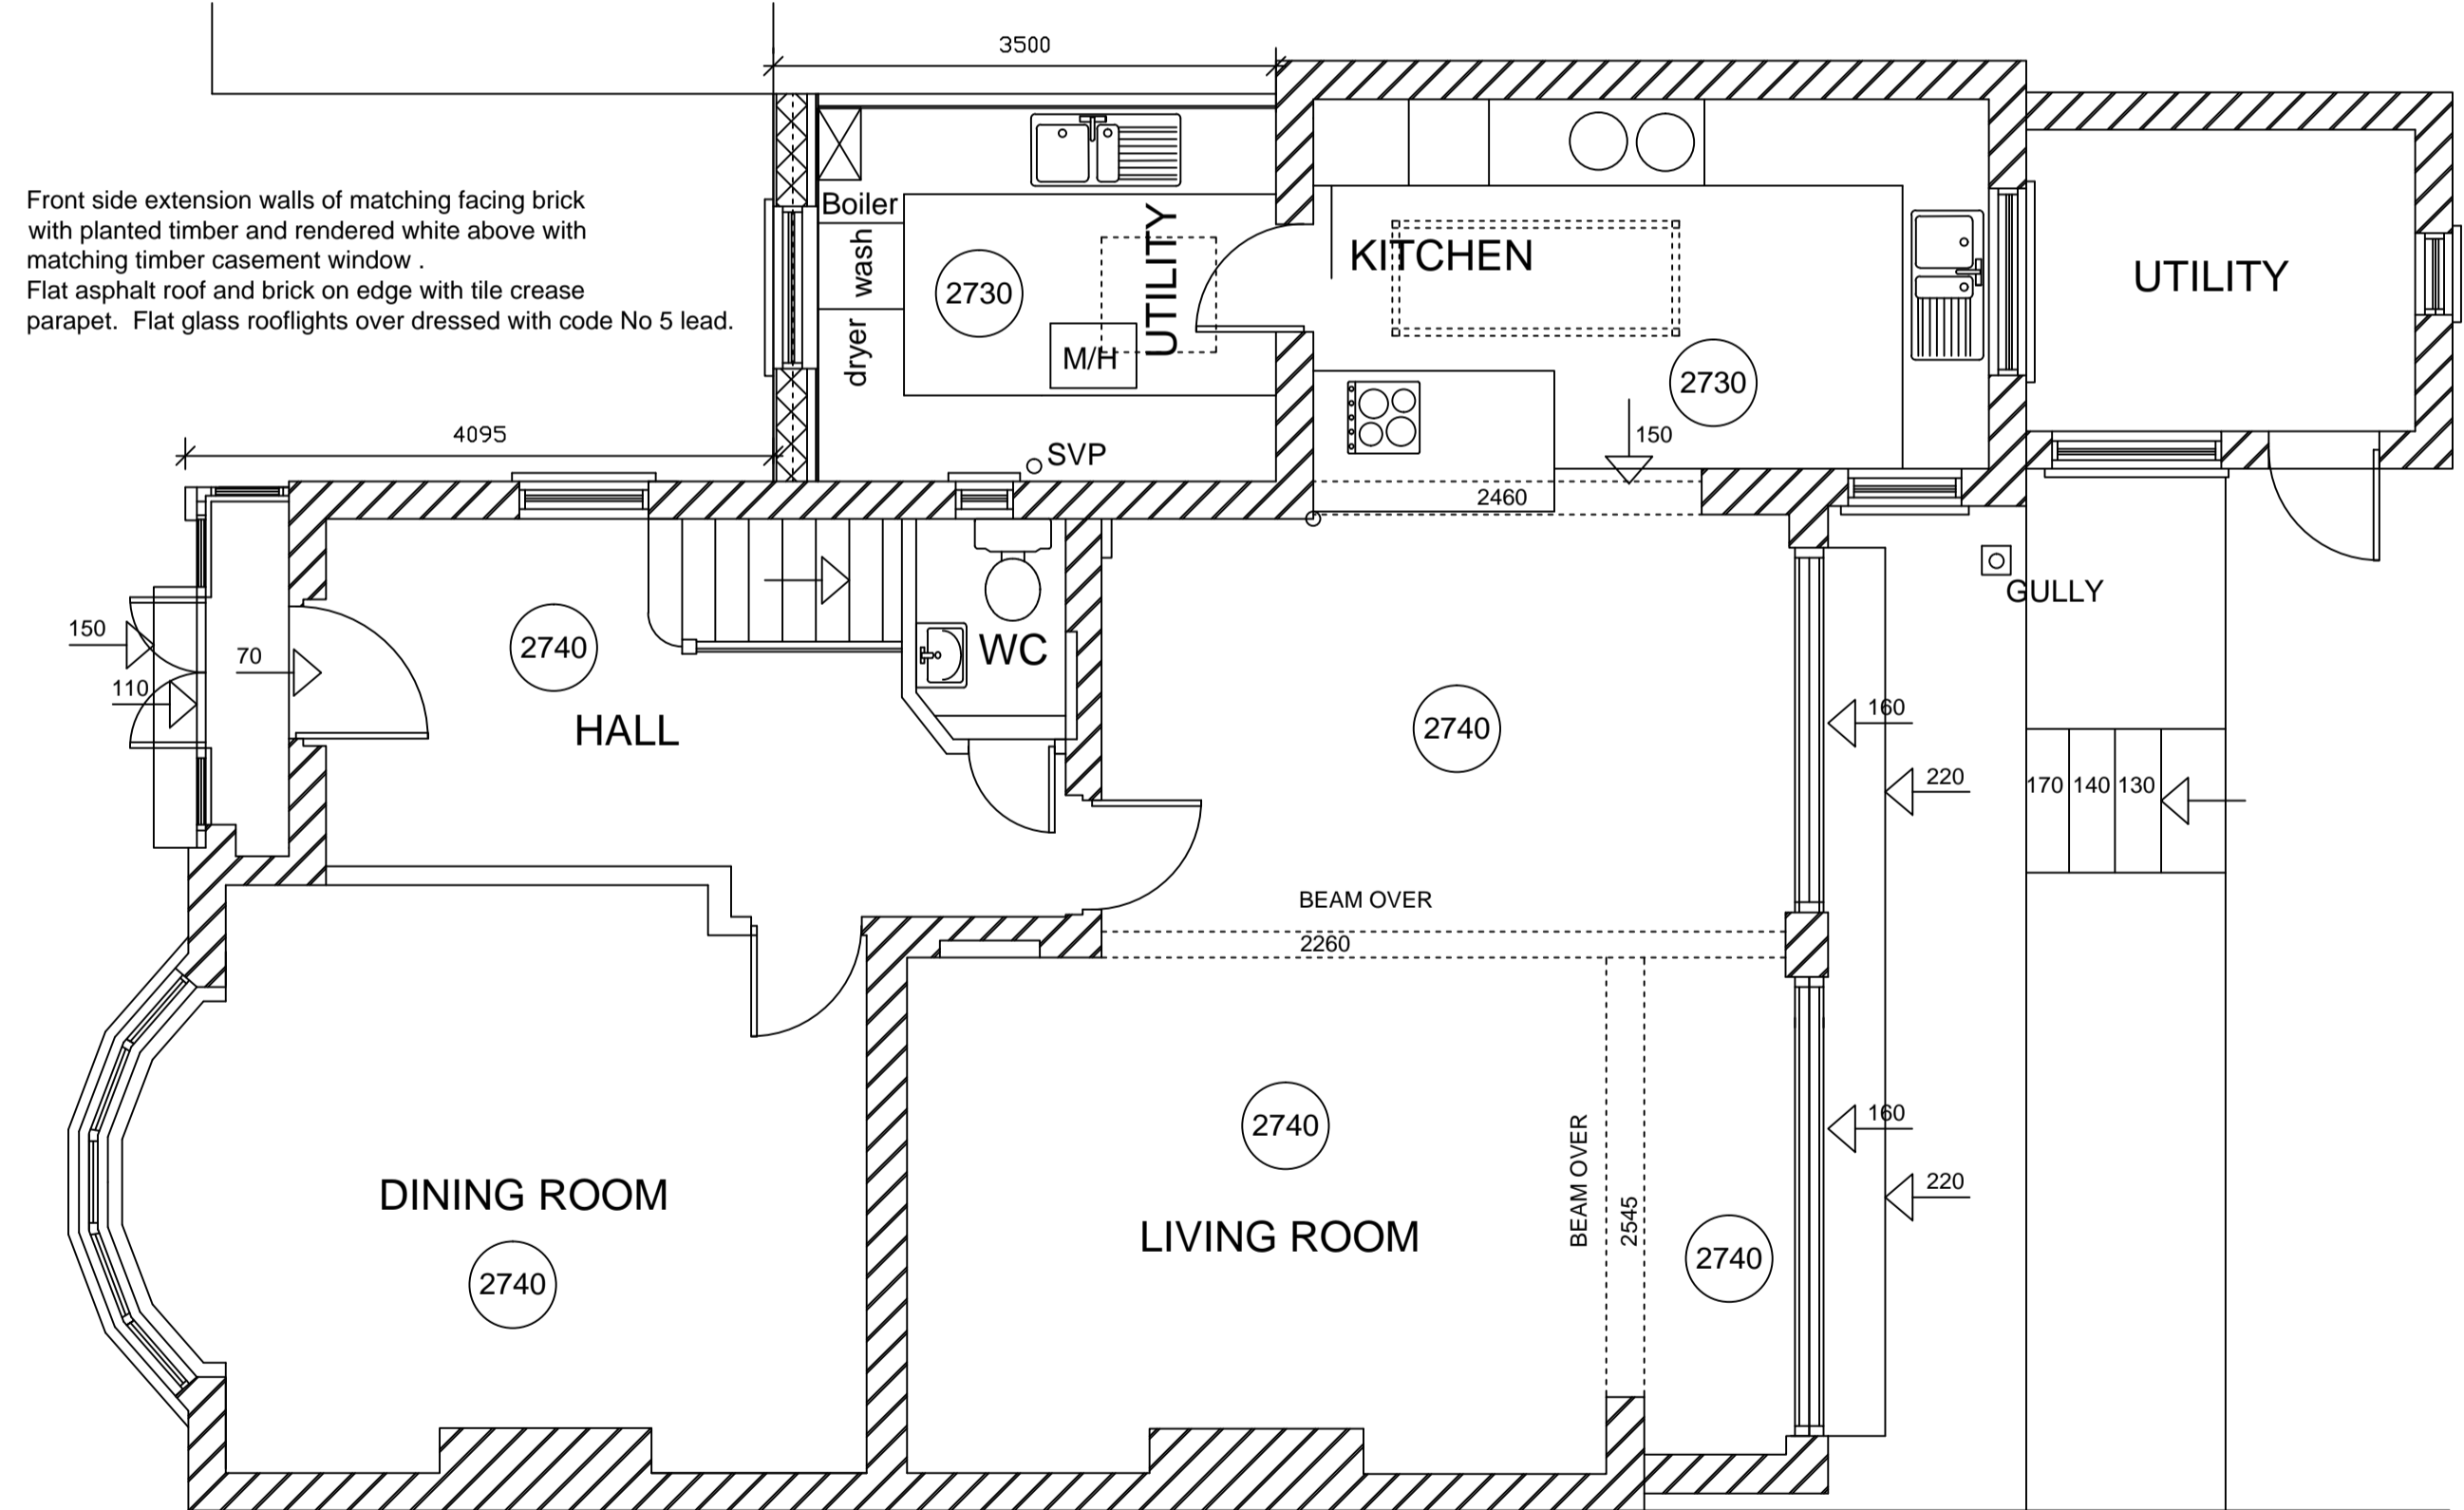 3500
Front side extension walls of matching facing brick
with planted timber and rendered white above with
matching timber casement window .
Flat asphalt roof and brick on edge with tile crease
parapet. Flat glass rooflights over dressed with code No 5 lead.
Boiler
wash
dryer
2730
UTILITY
M/H
KITCHEN
2730
UTILITY
4095
SVP
150
2460
GULLY
150
70
110
2740
HALL
WC
2740
160
220
170 140 130
BEAM OVER
2260
DINING ROOM
2740
2740
LIVING ROOM
BEAM OVER
2545
2740
160
220